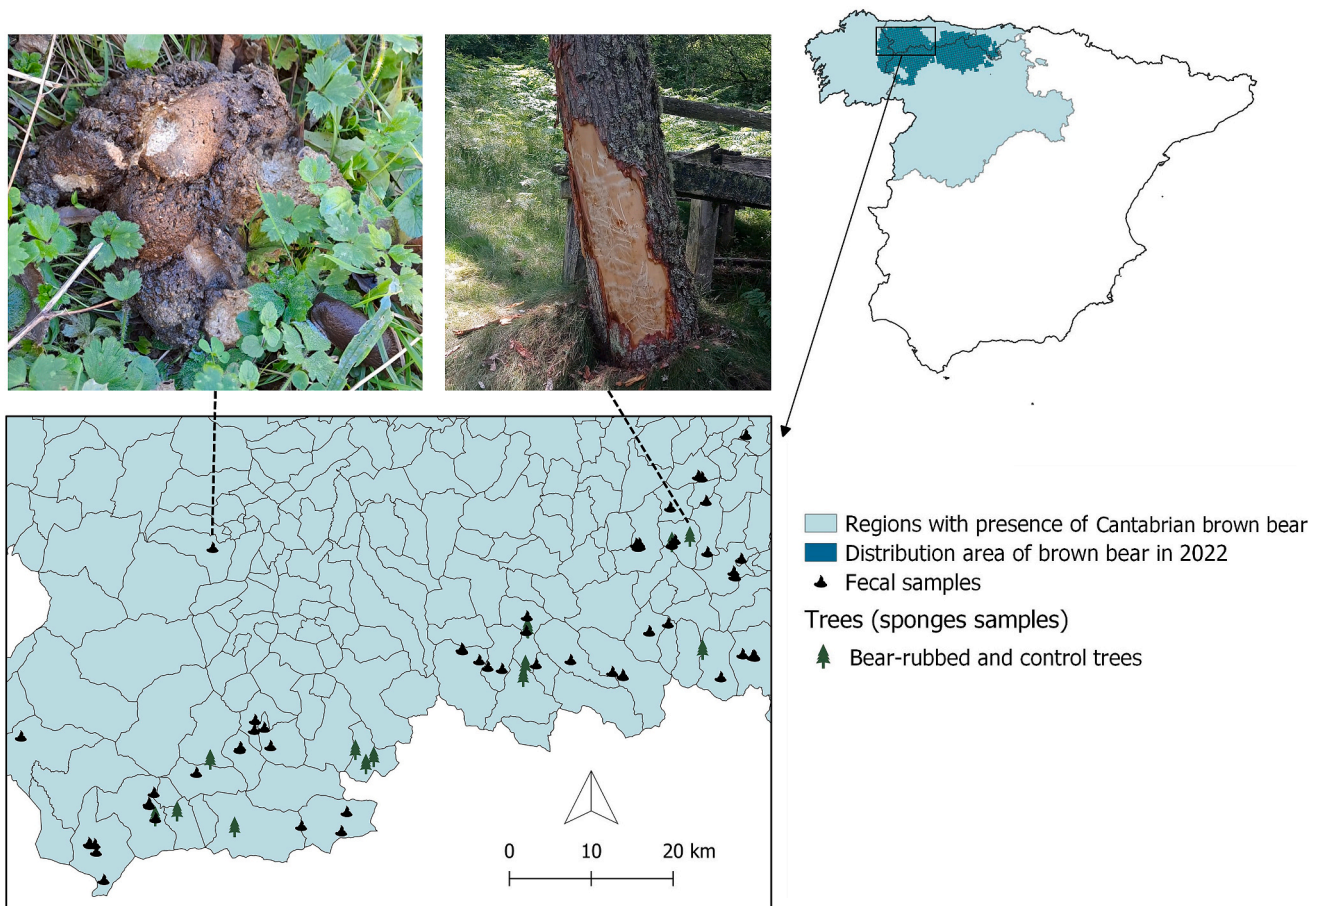 Regions with presence of Cantabrian brown bear
Distribution area of brown bear in 2022
Fecal samples
Trees (sponges samples)
Bear-rubbed and control trees
0 10 20 km